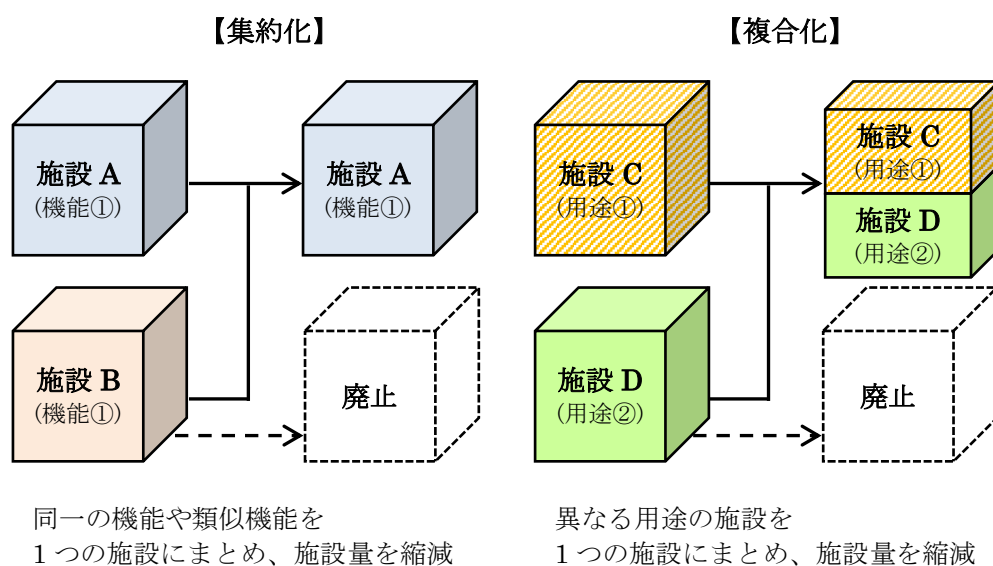 【集約化】
施設 A
(機能①)
施設 A
(機能①)
施設 B
(機能①)
廃止
同一の機能や類似機能を
1つの施設にまとめ、施設量を縮減
【複合化】
施設 C
(用途①)
施設 C
(用途①)
施設 D
(用途②)
施設 D
(用途②)
廃止
異なる用途の施設を
1つの施設にまとめ、施設量を縮減